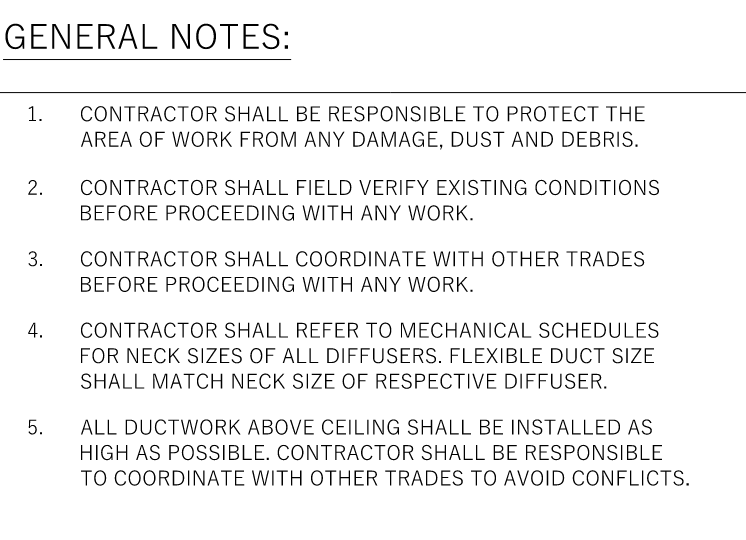 GENERAL NOTES:
1. CONTRACTOR SHALL BE RESPONSIBLE TO PROTECT THE
AREA OF WORK FROM ANY DAMAGE, DUST AND DEBRIS.
2. CONTRACTOR SHALL FIELD VERIFY EXISTING CONDITIONS
BEFORE PROCEEDING WITH ANY WORK.
3. CONTRACTOR SHALL COORDINATE WITH OTHER TRADES
BEFORE PROCEEDING WITH ANY WORK.
4. CONTRACTOR SHALL REFER TO MECHANICAL SCHEDULES
FOR NECK SIZES OF ALL DIFFUSERS. FLEXIBLE DUCT SIZE
SHALL MATCH NECK SIZE OF RESPECTIVE DIFFUSER.
5. ALL DUCTWORK ABOVE CEILING SHALL BE INSTALLED AS
HIGH AS POSSIBLE. CONTRACTOR SHALL BE RESPONSIBLE
TO COORDINATE WITH OTHER TRADES TO AVOID CONFLICTS.